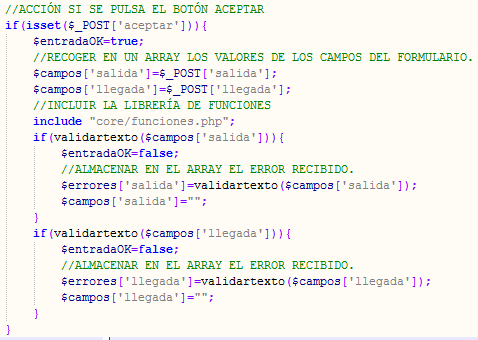 //ACCIÓN SI SE PULSA EL BOTÓN ACEPTAR
if(isset($_POST['aceptar'])){
$entradaOK=true;
//RECOGER EN UN ARRAY LOS VALORES DE LOS CAMPOS DEL FORMULARIO.
$campos['salida']=$_POST['salida'];
$campos['llegada']=$_POST['llegada'];
//INCLUIR LA LIBRERÍA DE FUNCIONES
include "core/funciones.php";
if(validartexto($campos['salida'])){
$entradaOK=false;
//ALMACENAR EN EL ARRAY EL ERROR RECIBIDO.
$errores['salida']=validartexto($campos['salida']);
$campos['salida']="";
}
if(validartexto($campos['llegada'])){
$entradaOK=false;
//ALMACENAR EN EL ARRAY EL ERROR RECIBIDO.
$errores['llegada']=validartexto($campos['llegada']);
$campos['llegada']="";
}
}